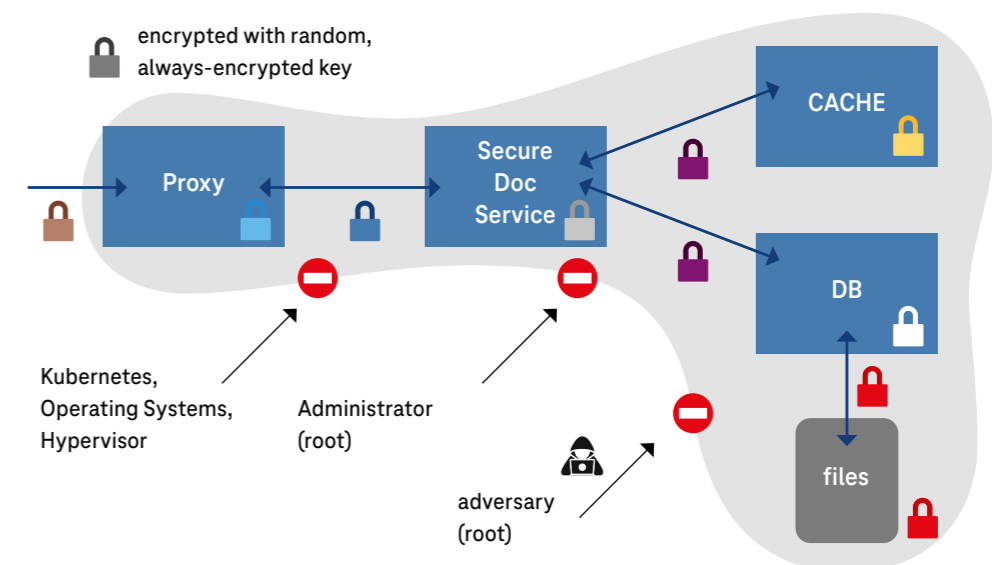 encrypted with random,
always-encrypted key
Proxy
Secure
Doc
Service
CACHE
DB
files
Kubernetes,
Operating Systems,
Hypervisor
Administrator
(root)
adversary
(root)